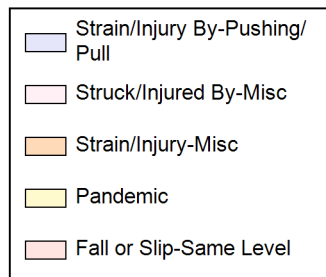 Strain/Injury By-Pushing/
Pull
Struck/Injured By-Misc
Strain/Injury-Misc
Pandemic
Fall or Slip-Same Level